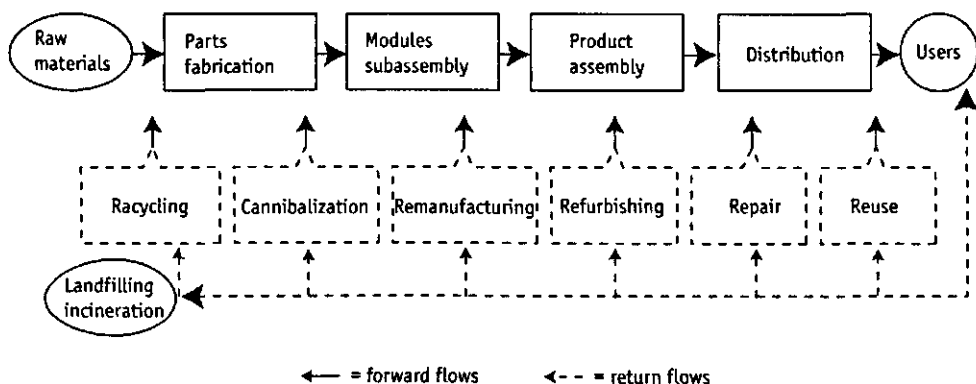 Raw
materials
Parts
fabrication
Modules
subassembly
Product
assembly
Distribution
Users
Racycling
Cannibalization
Remanufacturing
Refurbishing
Repair
Reuse
Landfilling
incineration
= forward flows
= return flows